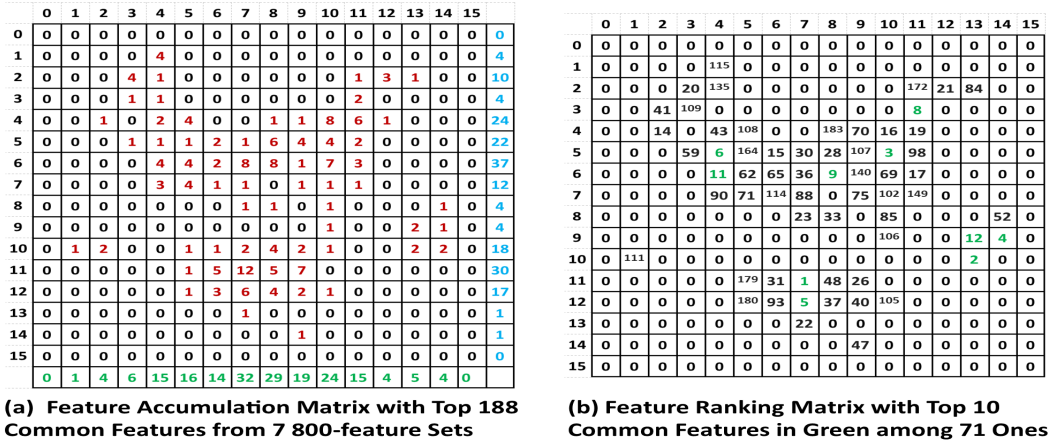 0 1 2 3 4 5 6 7 8 9 10 11 12 13 14 15
0 0 0 0 0 0 0 0 0 0 0 0 0 0 0 0 0 0
1 0 0 0 0 4 0 0 0 0 0 0 0 0 0 0 0 4
2 0 0 0 4 1 0 0 0 0 0 0 1 3 1 0 0 10
3 0 0 0 1 1 0 0 0 0 0 0 2 0 0 0 0 4
4 0 0 1 0 2 4 0 0 1 1 8 6 1 0 0 0 24
5 0 0 0 1 1 1 2 1 6 4 4 2 0 0 0 0 22
6 0 0 0 0 4 4 2 8 8 1 7 3 0 0 0 0 37
7 0 0 0 0 3 4 1 1 0 1 1 1 0 0 0 0 12
8 0 0 0 0 0 0 0 1 1 0 1 0 0 0 1 0 4
9 0 0 0 0 0 0 0 0 0 0 1 0 0 2 1 0 4
10 0 1 2 0 0 1 1 2 4 2 1 0 0 2 2 0 18
11 0 0 0 0 0 1 5 12 5 7 0 0 0 0 0 0 30
12 0 0 0 0 0 1 3 6 4 2 1 0 0 0 0 0 17
13 0 0 0 0 0 0 0 1 0 0 0 0 0 0 0 0 1
14 0 0 0 0 0 0 0 0 0 1 0 0 0 0 0 0 1
15 0 0 0 0 0 0 0 0 0 0 0 0 0 0 0 0 0
0 1 4 6 15 16 14 32 29 19 24 15 4 5 4 0
(a) Feature Accumulation Matrix with Top 188
Common Features from 7 800-feature Sets
0 1 2 3 4 5 6 7 8 9 10 11 12 13 14 15
0 0 0 0 0 0 0 0 0 0 0 0 0 0 0 0 0
1 0 0 0 0 115 0 0 0 0 0 0 0 0 0 0 0
2 0 0 0 20 135 0 0 0 0 0 0 172 21 84 0 0
3 0 0 41 109 0 0 0 0 0 0 0 8 0 0 0 0
4 0 0 14 0 43 108 0 0 183 70 16 19 0 0 0 0
5 0 0 0 59 6 164 15 30 28 107 3 98 0 0 0 0
6 0 0 0 0 11 62 65 36 9 140 69 17 0 0 0 0
7 0 0 0 0 90 71 114 88 0 75 102 149 0 0 0 0
8 0 0 0 0 0 0 0 23 33 0 85 0 0 0 52 0
9 0 0 0 0 0 0 0 0 0 0 106 0 0 12 4 0
10 0 111 0 0 0 0 0 0 0 0 0 0 0 2 0 0
11 0 0 0 0 0 179 31 1 48 26 0 0 0 0 0 0
12 0 0 0 0 0 180 93 5 37 40 105 0 0 0 0 0
13 0 0 0 0 0 0 0 22 0 0 0 0 0 0 0 0
14 0 0 0 0 0 0 0 0 0 47 0 0 0 0 0 0
15 0 0 0 0 0 0 0 0 0 0 0 0 0 0 0 0
(b) Feature Ranking Matrix with Top 10
Common Features in Green among 71 Ones